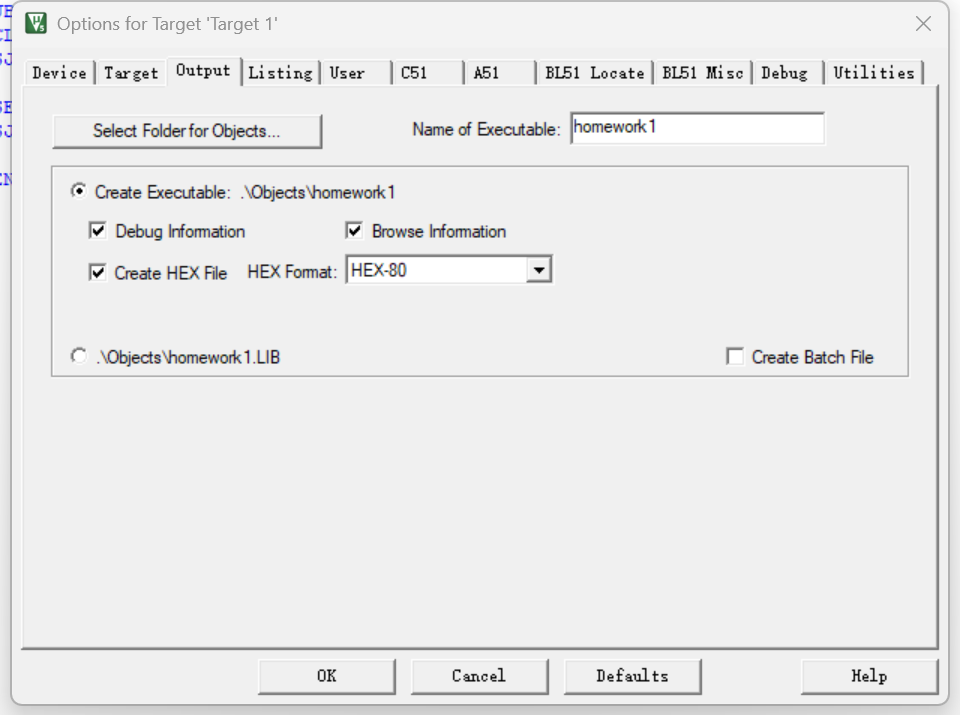 Options for Target 'Target 1'
Device Target Output Listing User C51 A51 BL51 Locate BL51 Misc Debug Utilities
Select Folder for Objects... Name of Executable: homework1
Create Executable: .\Objects\homework1
Debug Information Browse Information
Create HEX File HEX Format: HEX-80
.\Objects\homework1.LIB Create Batch File
OK Cancel Defaults Help